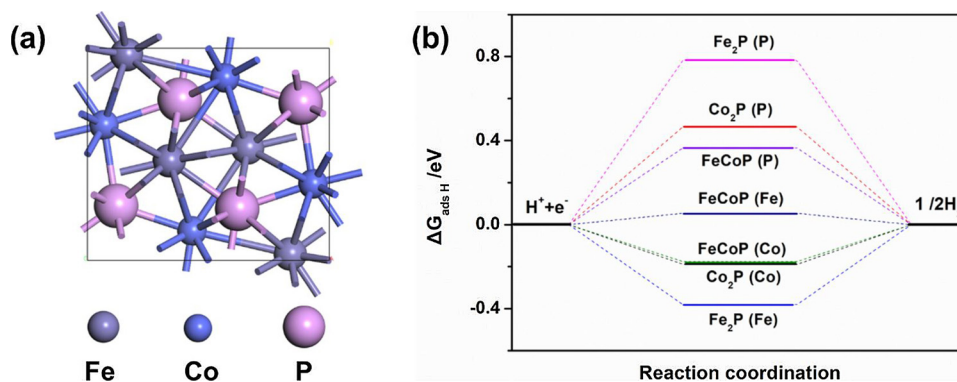 (a)
Fe
Co
P
(b)
ΔG_ads H /eV
0.8
0.4
0.0
-0.4
Fe₂P (P)
Co₂P (P)
FeCoP (P)
H⁺+e⁻
FeCoP (Fe)
1 /2H
FeCoP (Co)
Co₂P (Co)
Fe₂P (Fe)
Reaction coordination